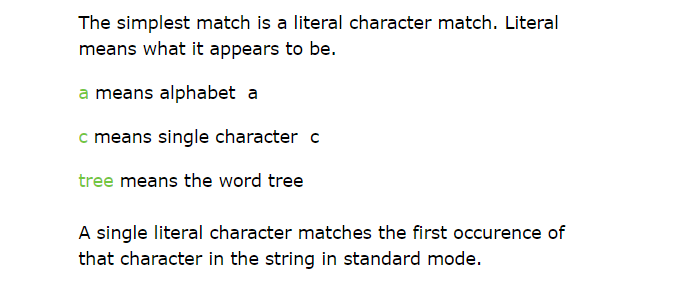 The simplest match is a literal character match. Literal
means what it appears to be.
a means alphabet  a
c means single character  c
tree means the word tree
A single literal character matches the first occurence of
that character in the string in standard mode.